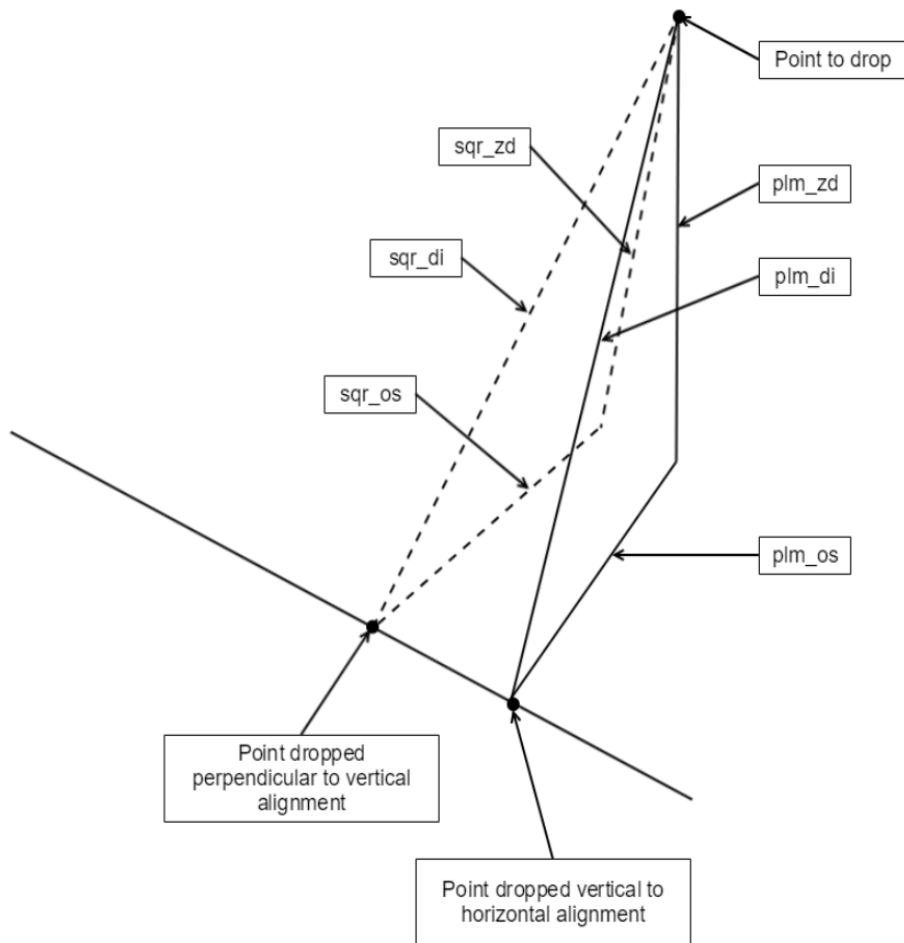 Point to drop
sqr_zd
plm_zd
sqr_di
plm_di
sqr_os
plm_os
Point dropped
perpendicular to vertical
alignment
Point dropped vertical to
horizontal alignment